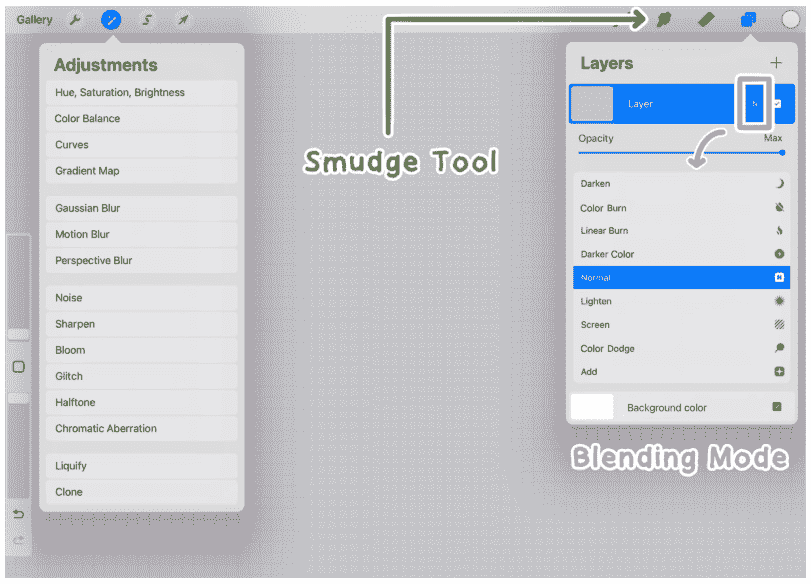 Gallery
Adjustments
Hue, Saturation, Brightness
Color Balance
Curves
Gradient Map
Gaussian Blur
Motion Blur
Perspective Blur
Noise
Sharpen
Bloom
Glitch
Halftone
Chromatic Aberration
Liquify
Clone
Smudge Tool
Layers
Layer N
Opacity Max
Darken
Color Burn
Linear Burn
Darker Color
Normal
Lighten
Screen
Color Dodge
Add
Background color
Blending Mode